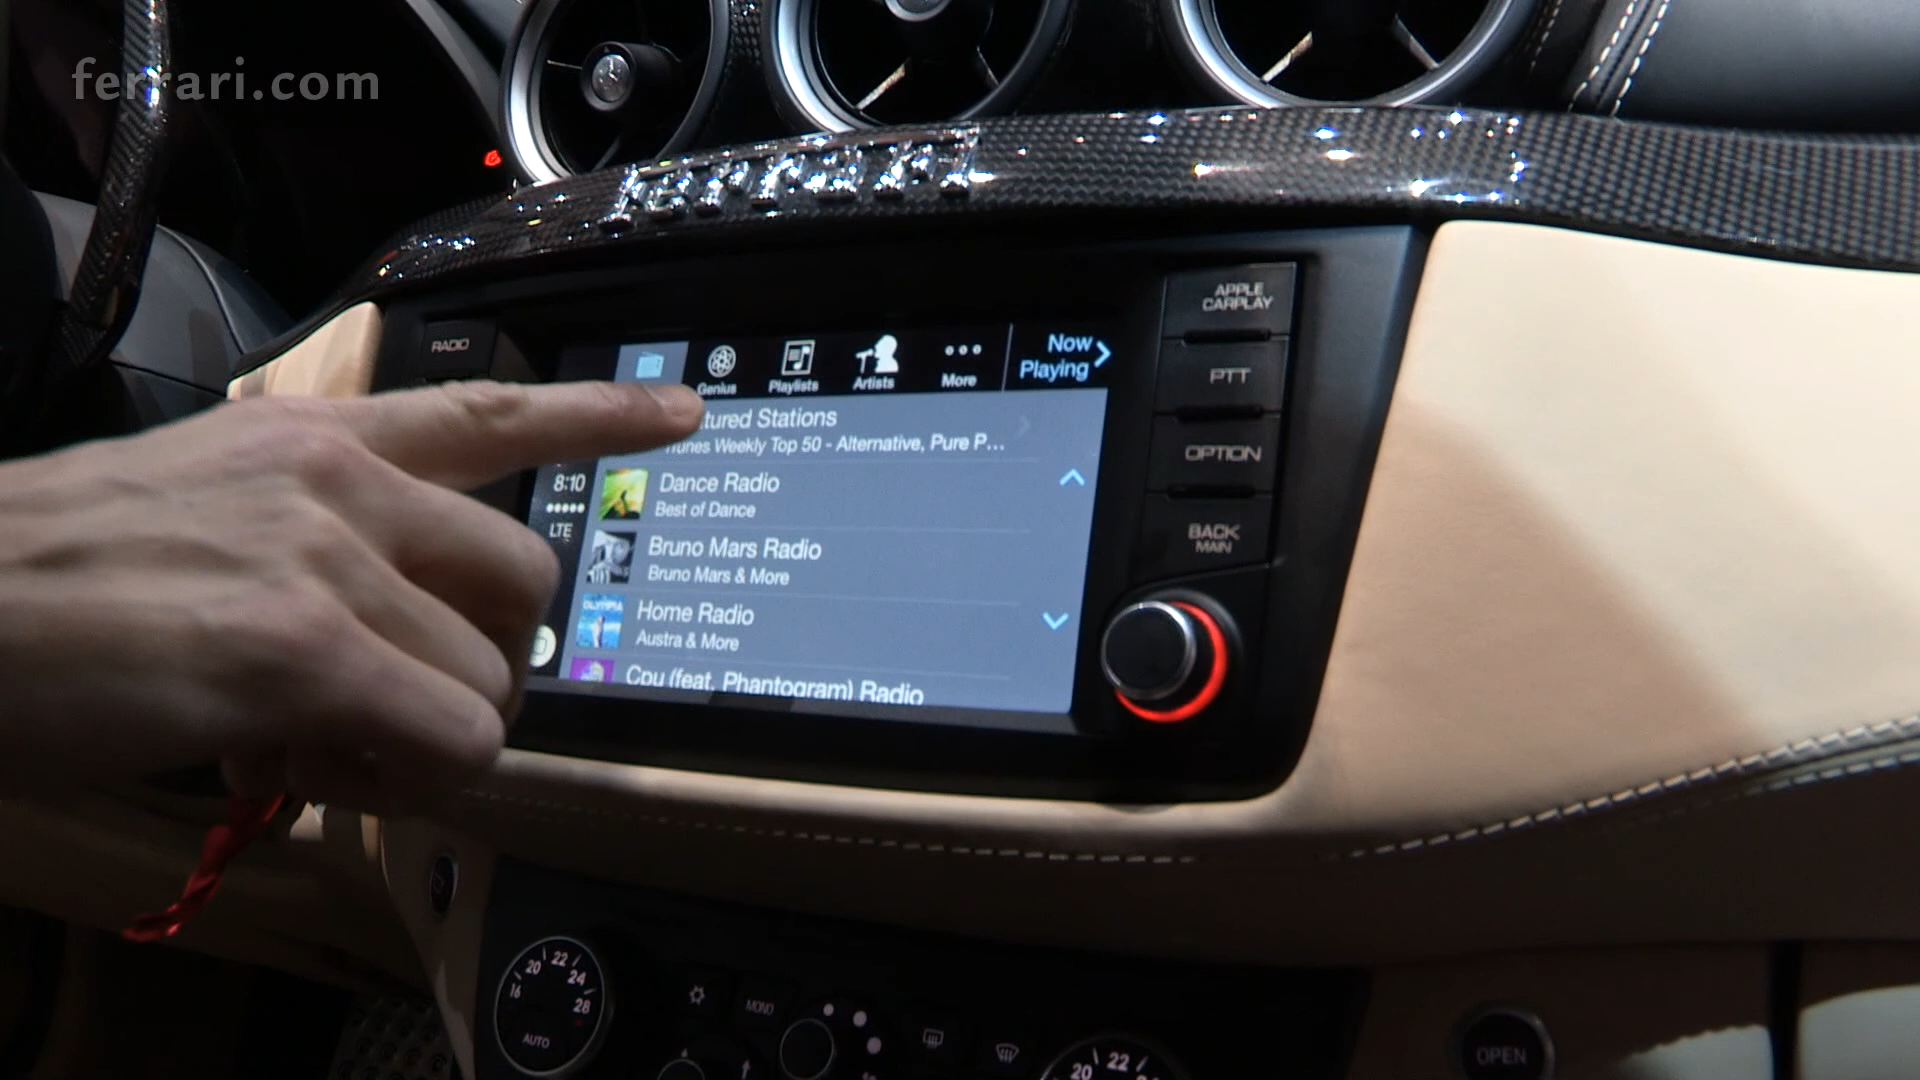 ferrari.com
Ferrari
RADIO
Genius
Playlists
Artists
More
Now
Playing
tured Stations
iTunes Weekly Top 50 - Alternative, Pure P...
8:10
LTE
Dance Radio
Best of Dance
Bruno Mars Radio
Bruno Mars & More
OLYMPIA
Home Radio
Austra & More
Cpu (feat. Phantogram) Radio
APPLE
CARPLAY
PTT
OPTION
BACK
MAIN
16 20 22 24 28
AUTO
MONO
20 22
OPEN